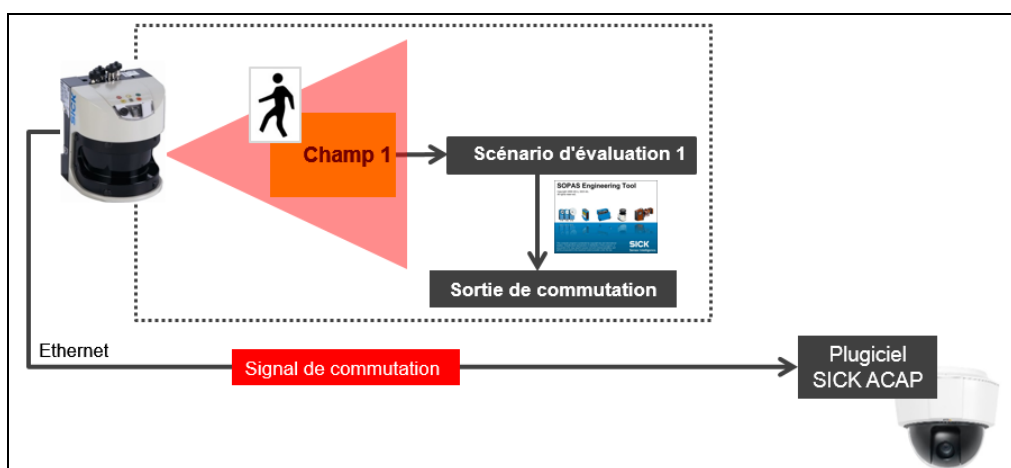 SICK
Champ 1
Scénario d'évaluation 1
SOPAS Engineering Tool
SICK
Sortie de commutation
Ethernet
Signal de commutation
Plugiciel
SICK ACAP